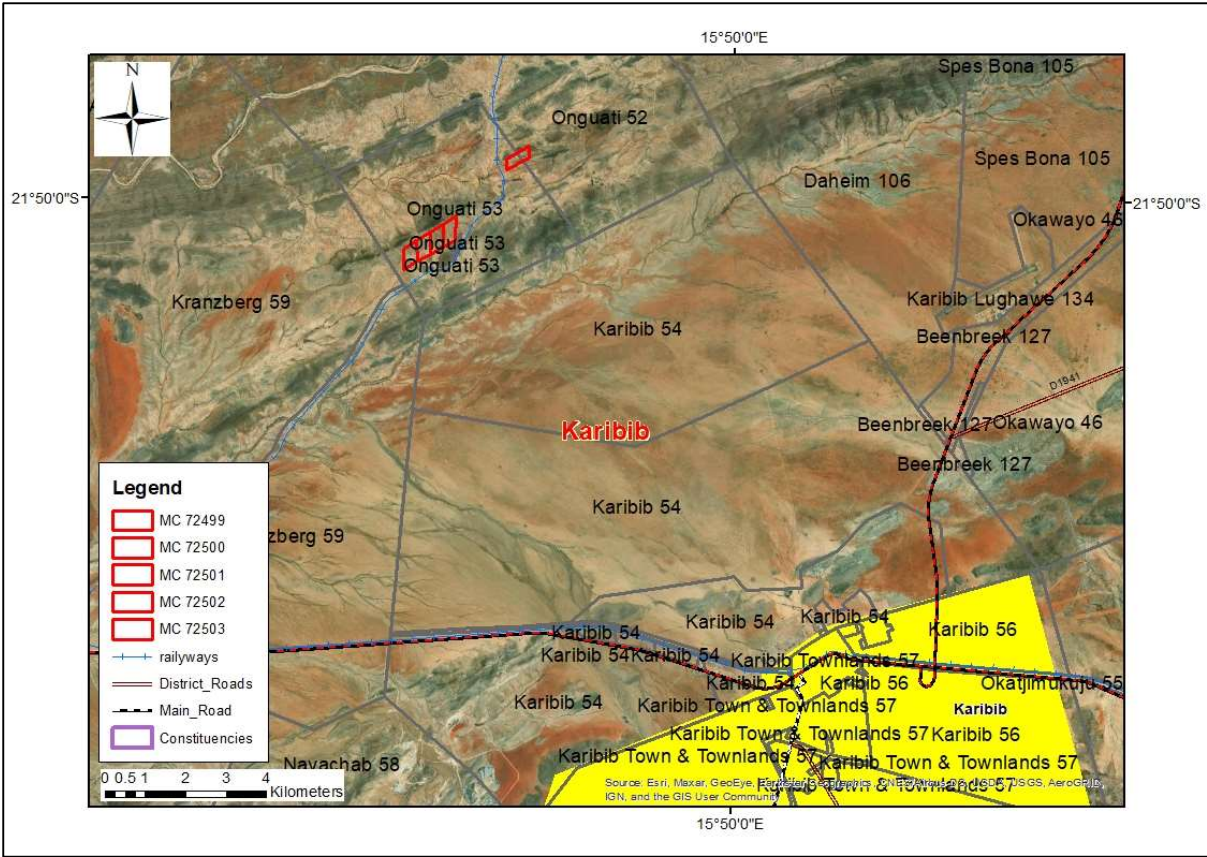 15°50'0"E
N
Spes Bona 105
Onguati 52
Spes Bona 105
Daheim 106
21°50'0"S
21°50'0"S
Onguati 53
Okawayo 46
Onguati 53
Onguati 53
Kranzberg 59
Karibib Lughawe 134
Karibib 54
Beenbreek 127
D1941
Beenbreek 127
Okawayo 46
Karibib
Beenbreek 127
Karibib 54
zberg 59
Legend
MC 72499
MC 72500
MC 72501
MC 72502
MC 72503
railyways
District_Roads
Main_Road
Constituencies
Karibib 54
Karibib 54
Karibib 54
Karibib 56
Karibib 54
Karibib 54
Karibib Townlands 57
Karibib 54
Karibib 56
Okatjimukuju 55
Karibib 54
Karibib Town & Townlands 57
Karibib
Karibib Town & Townlands 57
Karibib 56
Karibib Town & Townlands 57
Karibib Town & Townlands 57
Navachab 58
Town & Townlands 57
0 0.5 1 2 3 4
Kilometers
Source: Esri, Maxar, GeoEye, Earthstar Geographics, USGS, AeroGRID,
IGN, and the GIS User Community
15°50'0"E